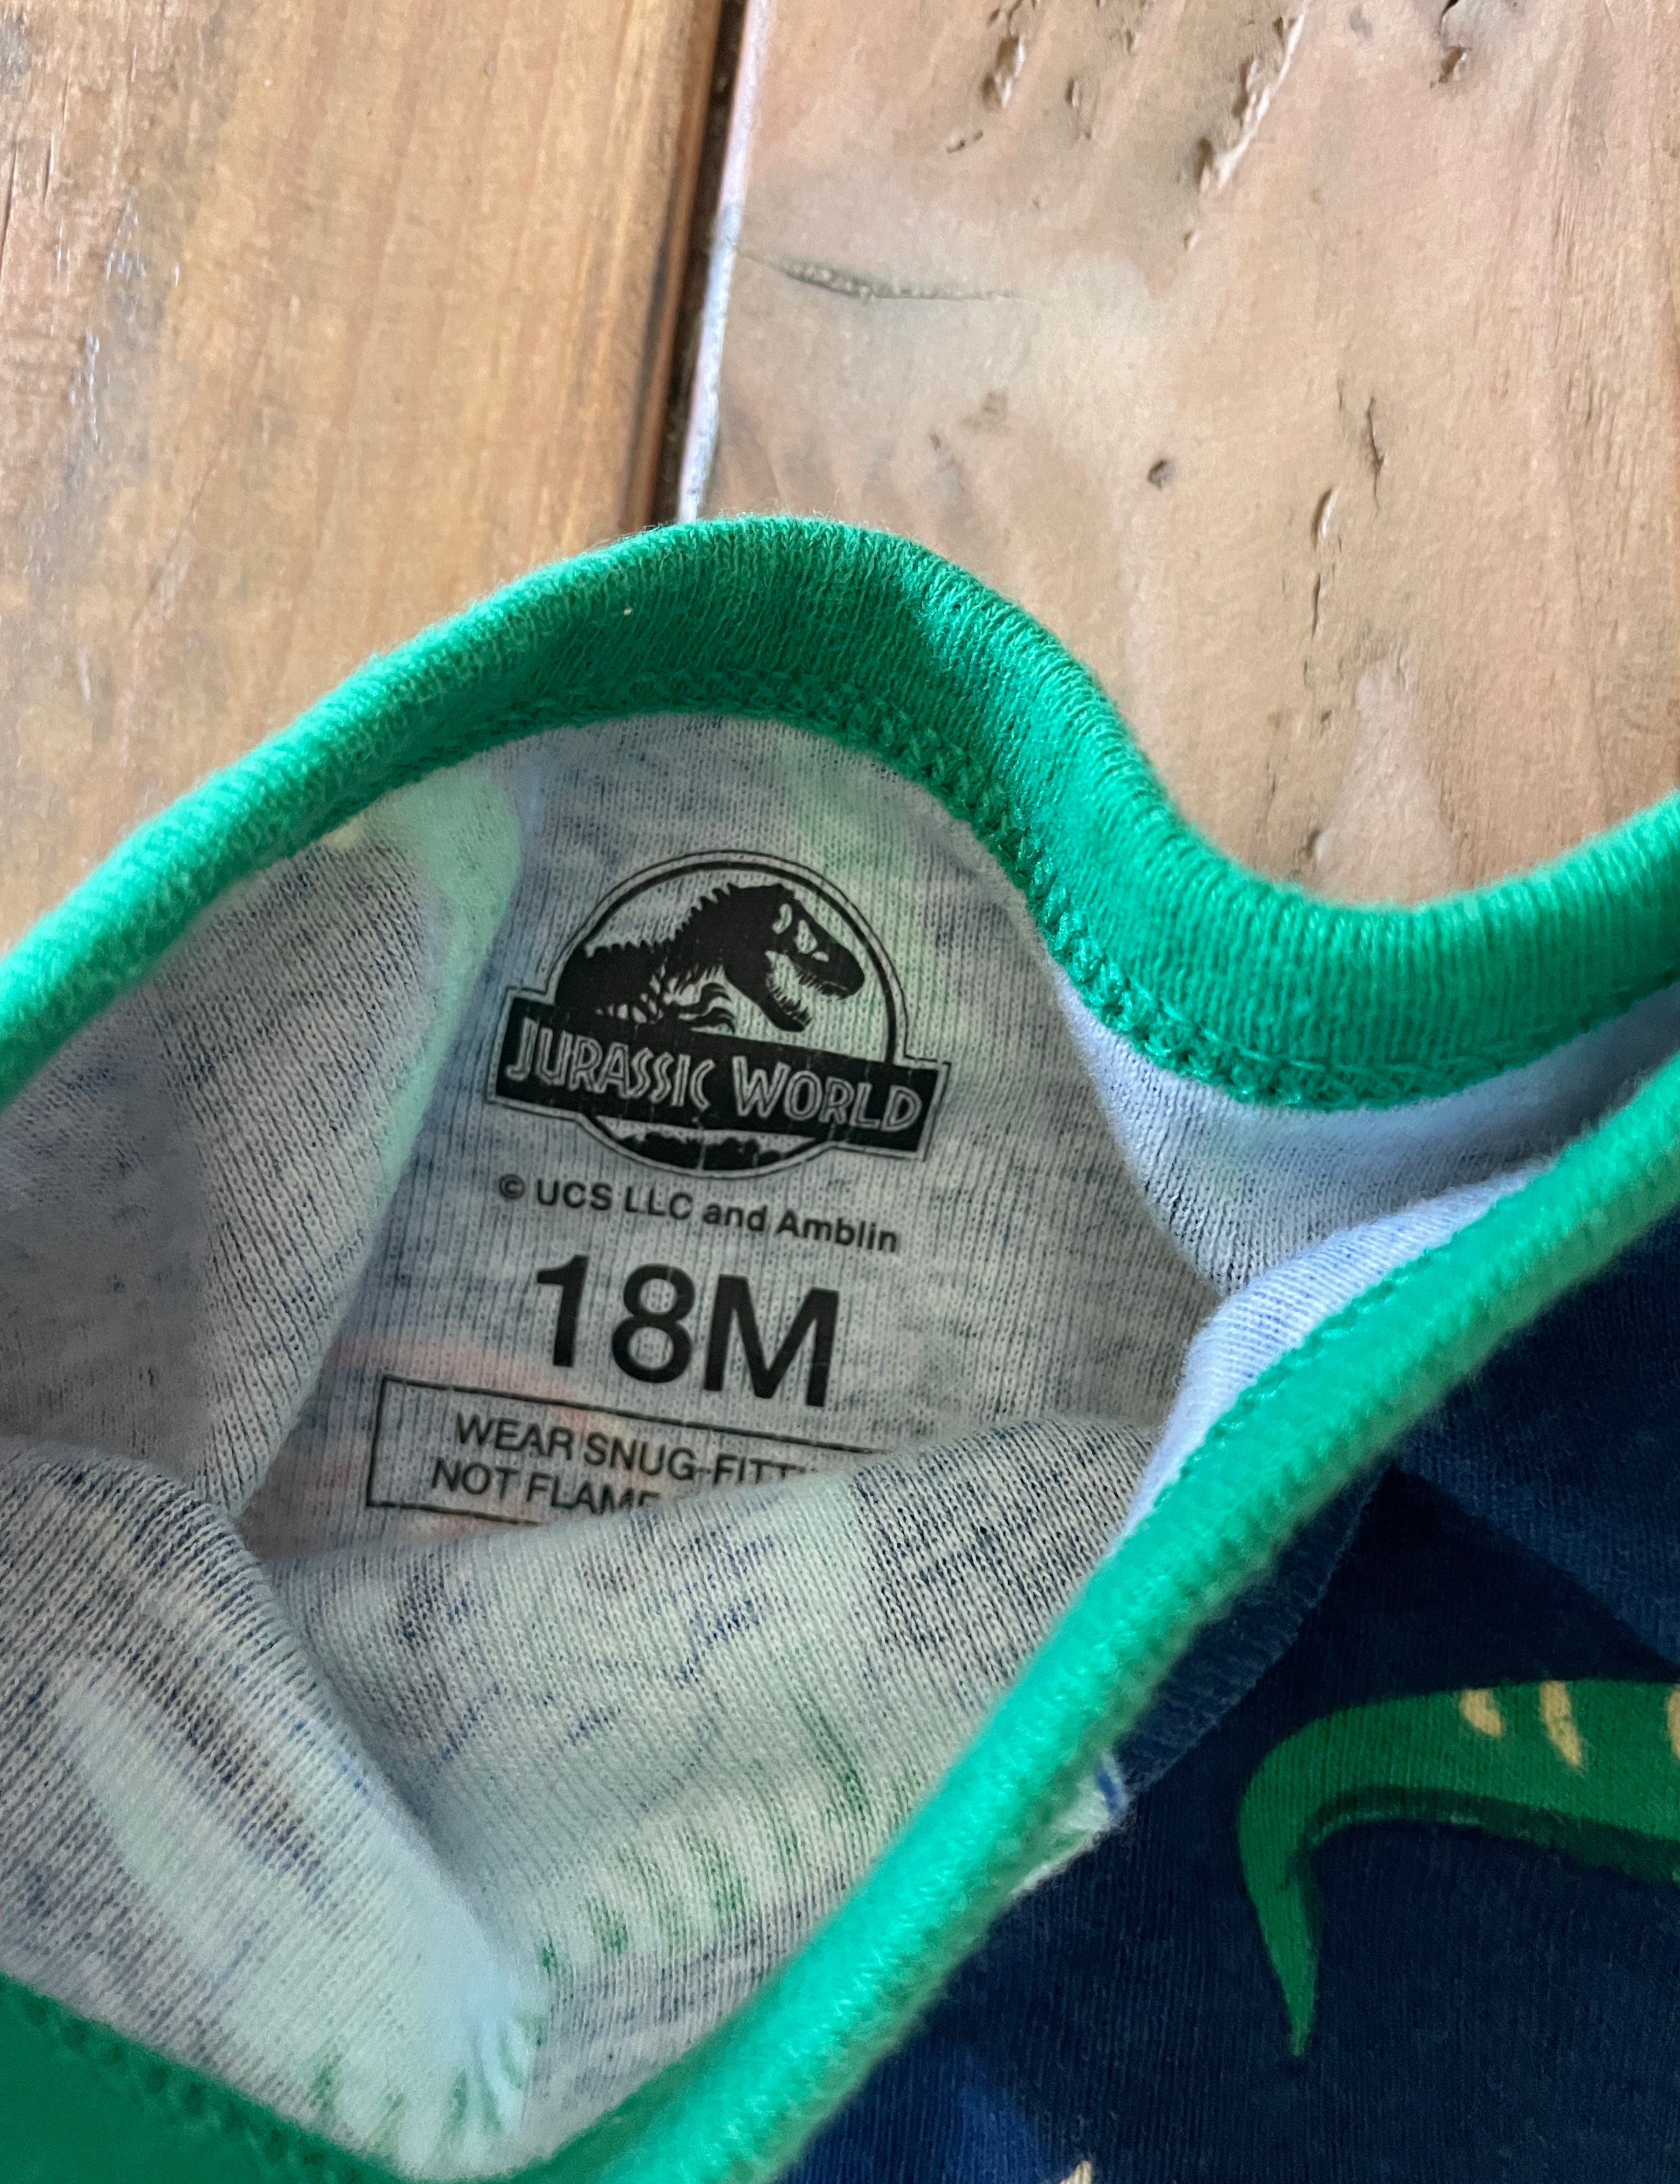 JURASSIC WORLD
© UCS LLC and Amblin
18M
WEAR SNUG-FITT
NOT FLAME